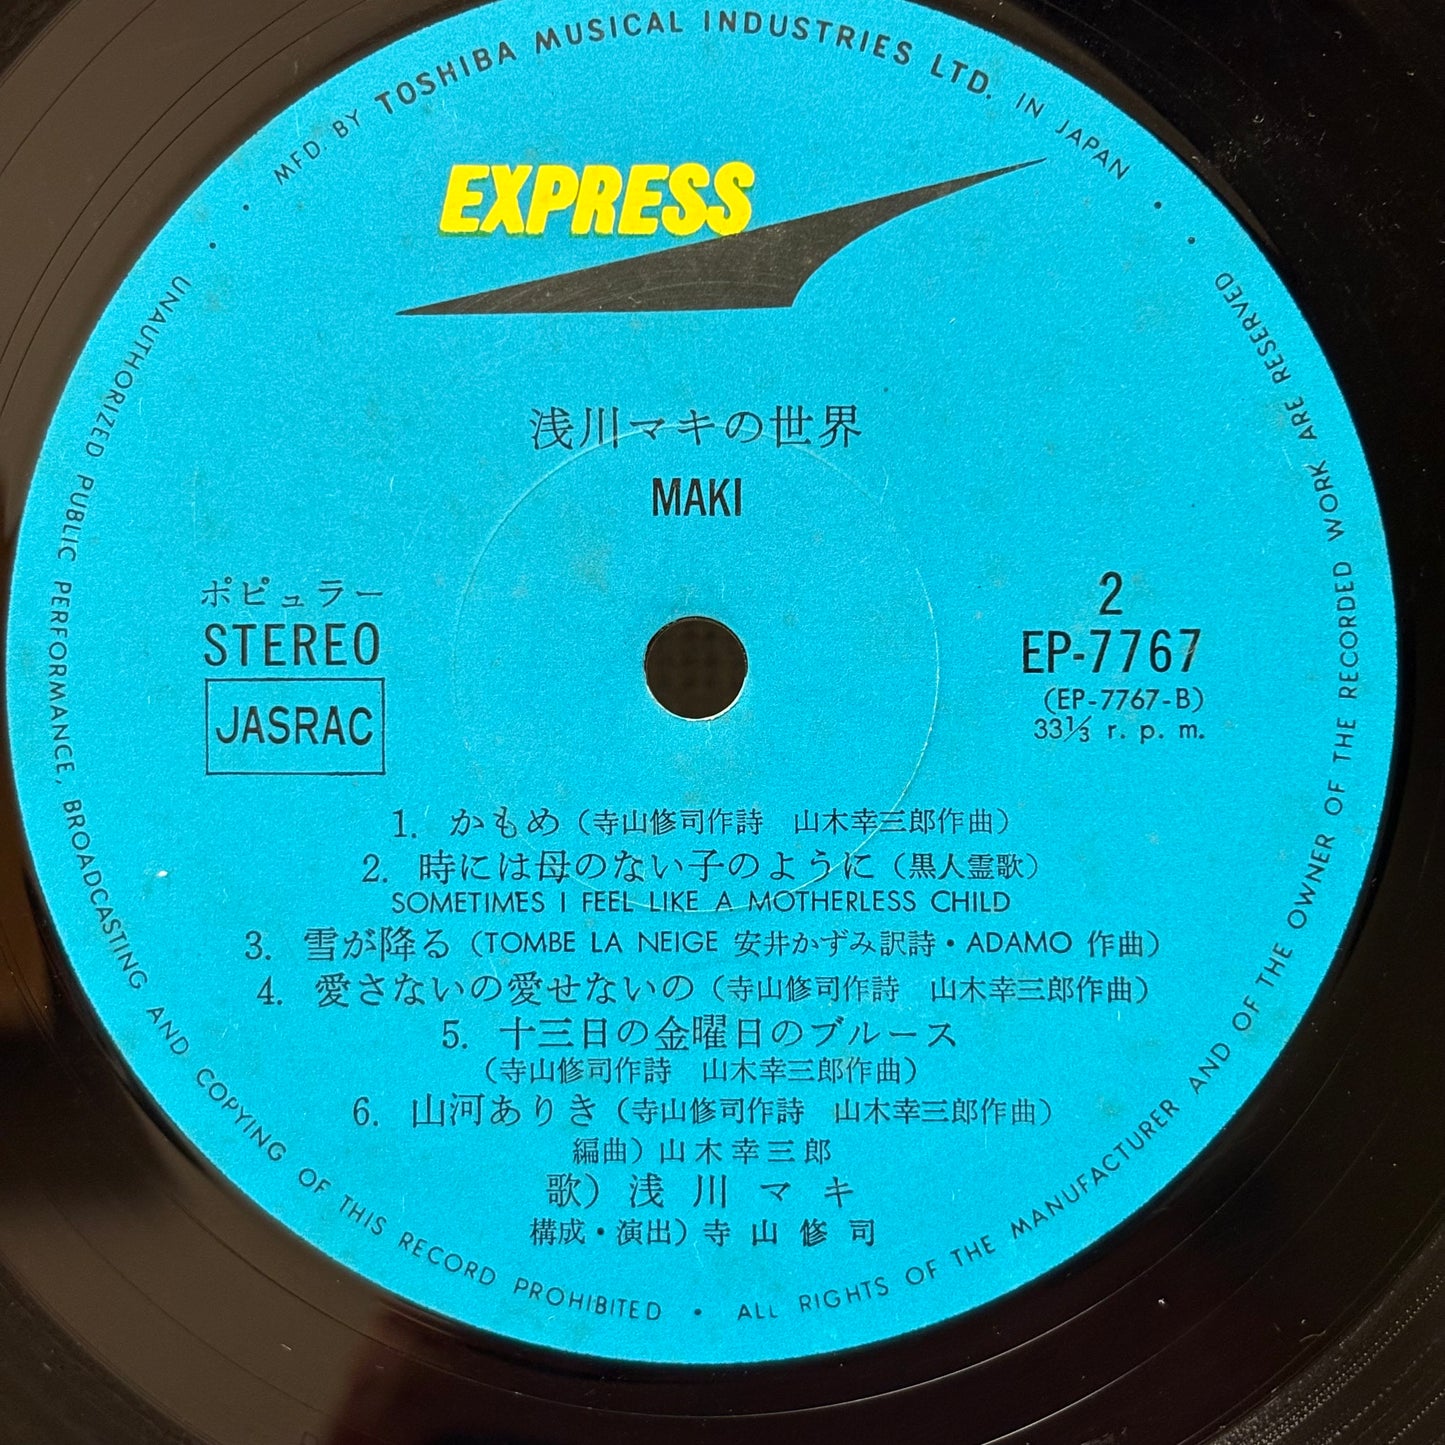 MFD BY TOSHIBA MUSICAL INDUSTRIES LTD. IN JAPAN
EXPRESS
浅川マキの世界
MAKI
ポピュラー
STEREO
JASRAC
2
EP-7767
(EP-7767-B)
33⅓ r. p. m.
1. かもめ（寺山修司作詩 山木幸三郎作曲）
2. 時には母のない子のように（黒人霊歌）
SOMETIMES I FEEL LIKE A MOTHERLESS CHILD
3. 雪が降る（TOMBE LA NEIGE 安井かずみ訳詩・ADAMO 作曲）
4. 愛さないの愛せないの（寺山修司作詩 山木幸三郎作曲）
5. 十三日の金曜日のブルース
（寺山修司作詩 山木幸三郎作曲）
6. 山河ありき（寺山修司作詩 山木幸三郎作曲）
編曲）山木幸三郎
歌）浅川マキ
構成・演出）寺山修司
UNAUTHORIZED PUBLIC PERFORMANCE, BROADCASTING AND COPYING OF THIS RECORD PROHIBITED • ALL RIGHTS OF THE MANUFACTURER AND OF THE OWNER OF THE RECORDED WORK ARE RESERVED